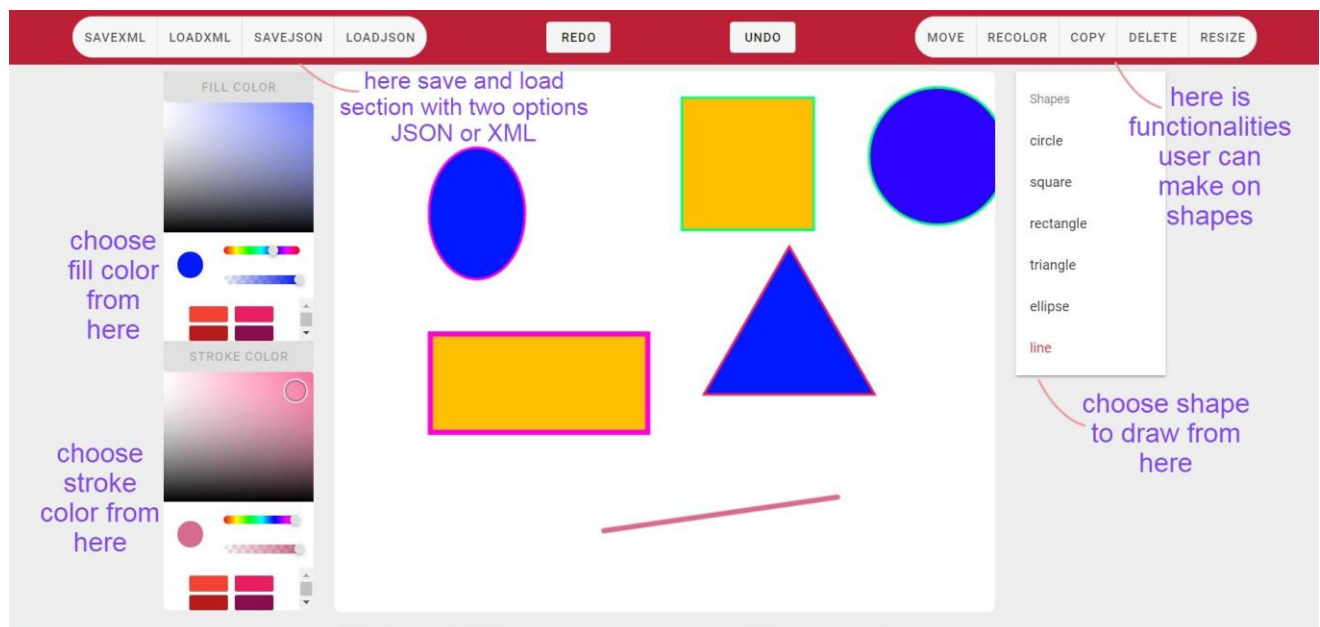 SAVEXML LOADXML SAVEJSON LOADJSON REDO UNDO MOVE RECOLOR COPY DELETE RESIZE
FILL COLOR
here save and load
section with two options
JSON or XML
choose
fill color
from
here
STROKE COLOR
choose
stroke
color from
here
Shapes
circle
square
rectangle
triangle
ellipse
line
here is
functionalities
user can
make on
shapes
choose shape
to draw from
here